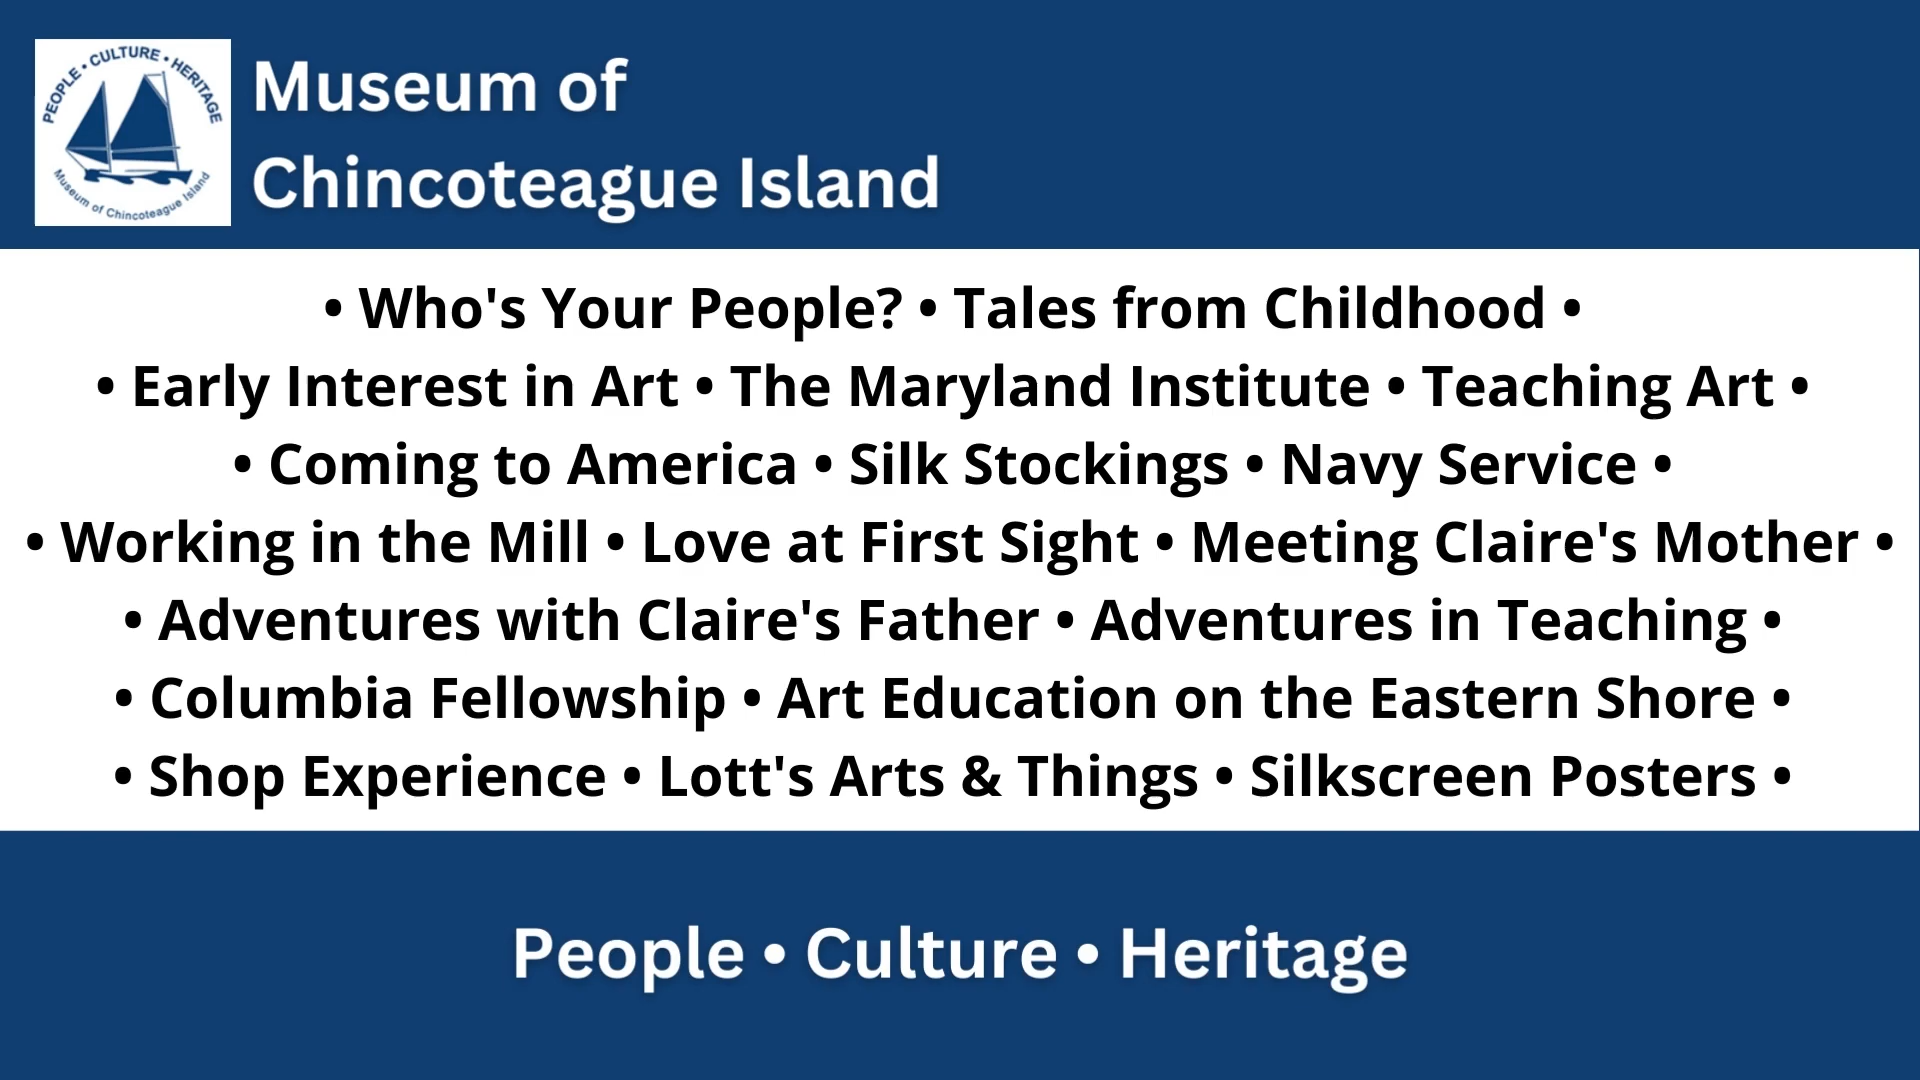 PEOPLE • CULTURE • HERITAGE
Museum of Chincoteague Island
Museum of
Chincoteague Island
• Who's Your People? • Tales from Childhood •
• Early Interest in Art • The Maryland Institute • Teaching Art •
• Coming to America • Silk Stockings • Navy Service •
• Working in the Mill • Love at First Sight • Meeting Claire's Mother •
• Adventures with Claire's Father • Adventures in Teaching •
• Columbia Fellowship • Art Education on the Eastern Shore •
• Shop Experience • Lott's Arts & Things • Silkscreen Posters •
People • Culture • Heritage